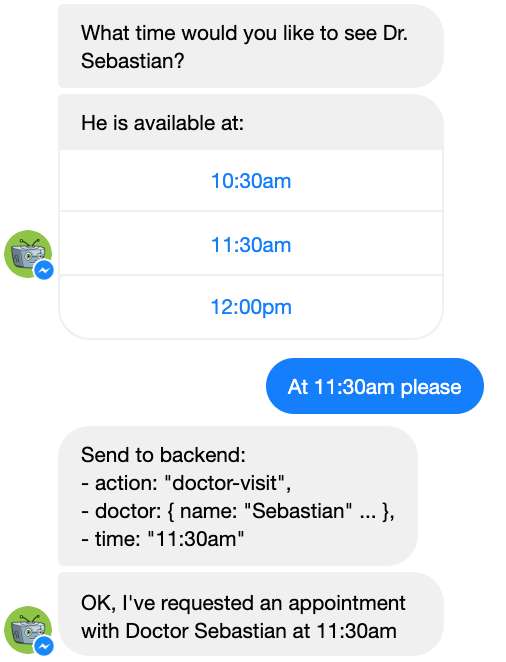 What time would you like to see Dr.
Sebastian?
He is available at:
10:30am
11:30am
12:00pm
At 11:30am please
Send to backend:
- action: "doctor-visit",
- doctor: { name: "Sebastian" ... },
- time: "11:30am"
OK, I've requested an appointment
with Doctor Sebastian at 11:30am